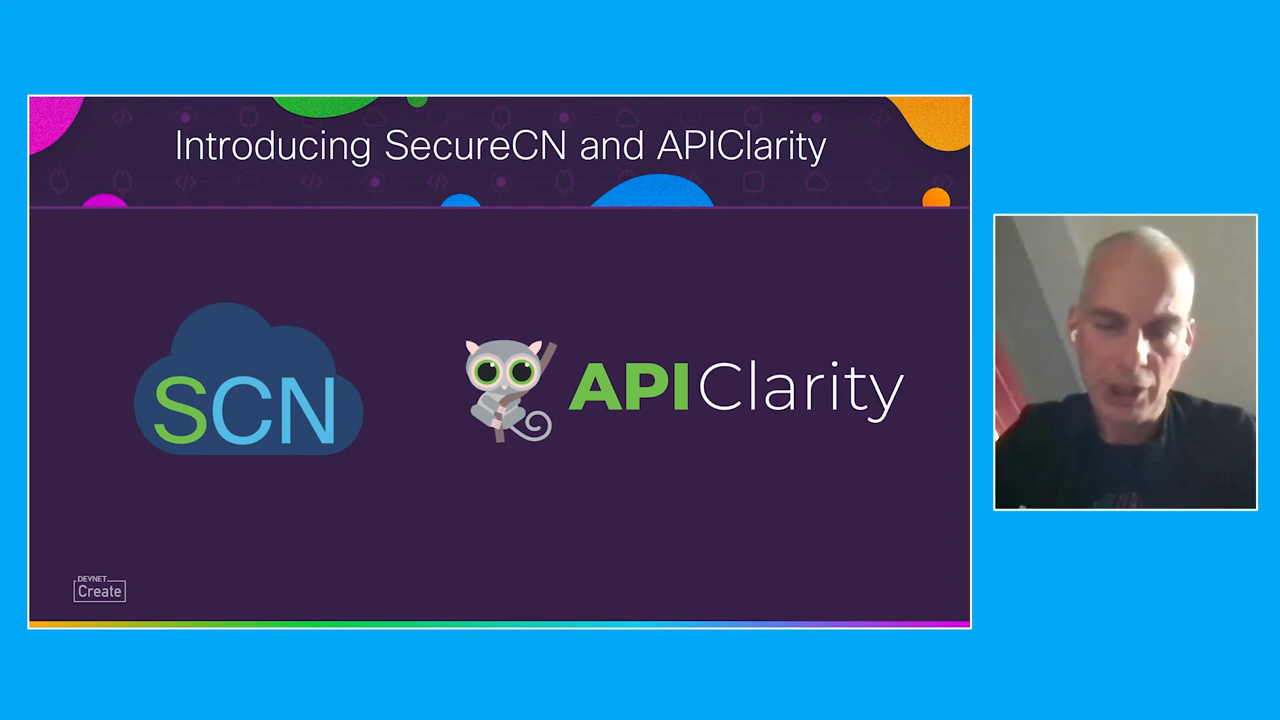 Introducing SecureCN and APIClarity
SCN
APIClarity
DEVNET
Create